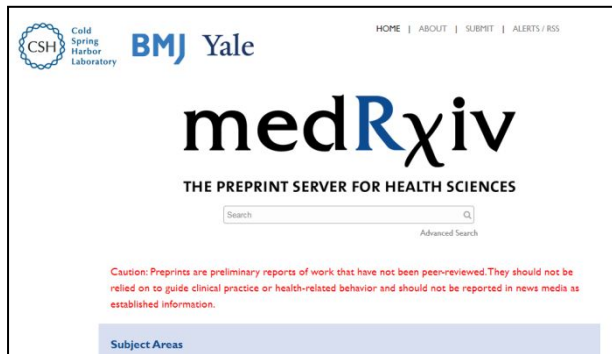 CSH
Cold
Spring
Harbor
Laboratory
BMJ Yale
HOME | ABOUT | SUBMIT | ALERTS / RSS
medRχiv
THE PREPRINT SERVER FOR HEALTH SCIENCES
Search
Advanced Search
Caution: Preprints are preliminary reports of work that have not been peer-reviewed. They should not be
relied on to guide clinical practice or health-related behavior and should not be reported in news media as
established information.
Subject Areas